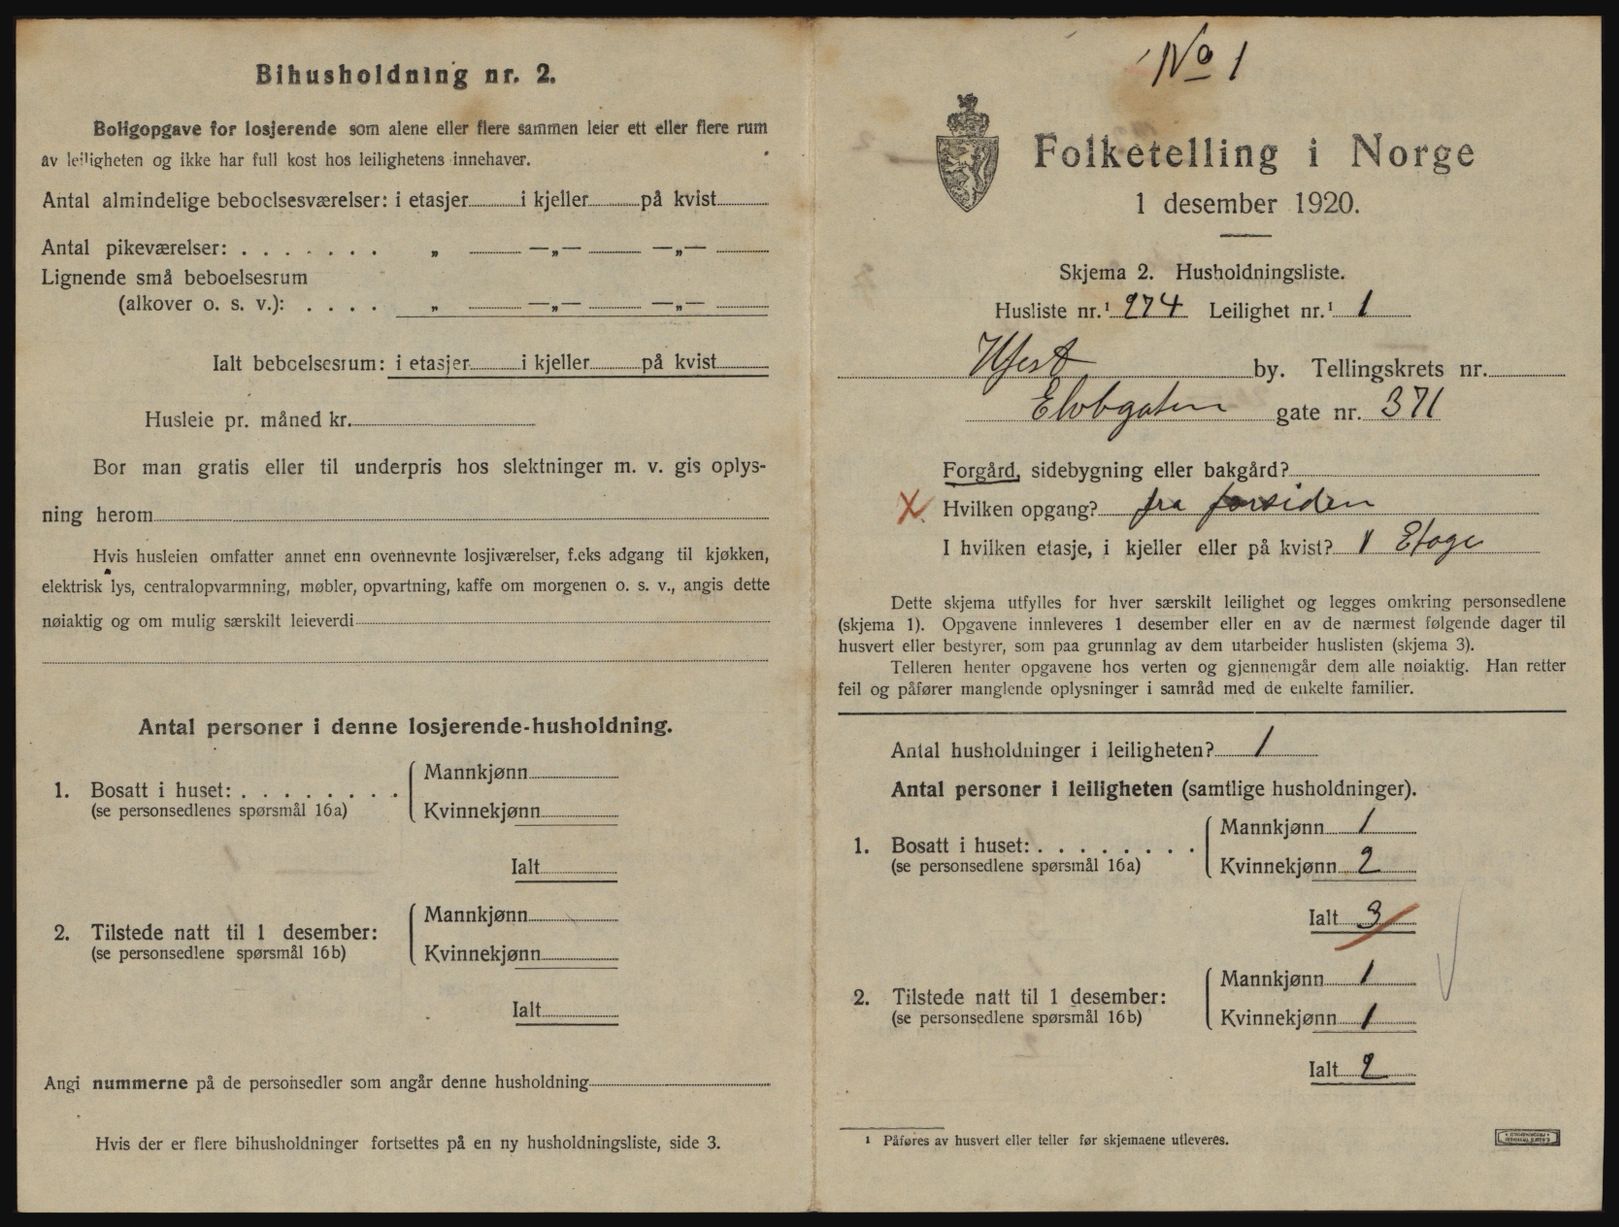 Bihusholdning nr. 2.
Boligopgave for losjerende som alene eller flere sammen leier ett eller flere rum
av leiligheten og ikke har full kost hos leilighetens innehaver.
Antal almindelige beboelsesværelser: i etasjer i kjeller på kvist
Antal pikeværelser: . . . . . . . „ —„— —„—
Lignende små beboelsesrum
(alkover o. s. v.): . . . . „ —„— —„—
Ialt beboelsesrum: i etasjer i kjeller på kvist
Husleie pr. måned kr.
Bor man gratis eller til underpris hos slektninger m. v. gis oplys-
ning herom
Hvis husleien omfatter annet enn ovennevnte losjiværelser, f.eks adgang til kjøkken,
elektrisk lys, centralopvarmning, møbler, opvartning, kaffe om morgenen o. s. v., angis dette
nøiaktig og om mulig særskilt leieverdi
Antal personer i denne losjerende-husholdning.
1. Bosatt i huset: . . . . . . . . Mannkjønn
(se personsedlenes spørsmål 16a) Kvinnekjønn
Ialt
2. Tilstede natt til 1 desember: Mannkjønn
(se personsedlene spørsmål 16b) Kvinnekjønn
Ialt
Angi nummerne på de personsedler som angår denne husholdning
Hvis der er flere bihusholdninger fortsettes på en ny husholdningsliste, side 3.
No 1
Folketelling i Norge
1 desember 1920.
Skjema 2. Husholdningsliste.
Husliste nr.¹ 274 Leilighet nr.¹ 1
by. Tellingskrets nr.
gate nr. 371
Forgård, sidebygning eller bakgård?
X Hvilken opgang? fra forsiden
I hvilken etasje, i kjeller eller på kvist? 1 Etage
Dette skjema utfylles for hver særskilt leilighet og legges omkring personsedlene
(skjema 1). Opgavene innleveres 1 desember eller en av de nærmest følgende dager til
husvert eller bestyrer, som paa grunnlag av dem utarbeider huslisten (skjema 3).
Telleren henter opgavene hos verten og gjennemgår dem alle nøiaktig. Han retter
feil og påfører manglende oplysninger i samråd med de enkelte familier.
Antal husholdninger i leiligheten? 1
Antal personer i leiligheten (samtlige husholdninger).
1. Bosatt i huset: . . . . . . . . Mannkjønn 1
(se personsedlene spørsmål 16a) Kvinnekjønn 2
Ialt 3
2. Tilstede natt til 1 desember: Mannkjønn 1
(se personsedlene spørsmål 16b) Kvinnekjønn 1
Ialt 2
¹ Påføres av husvert eller teller før skjemaene utleveres.